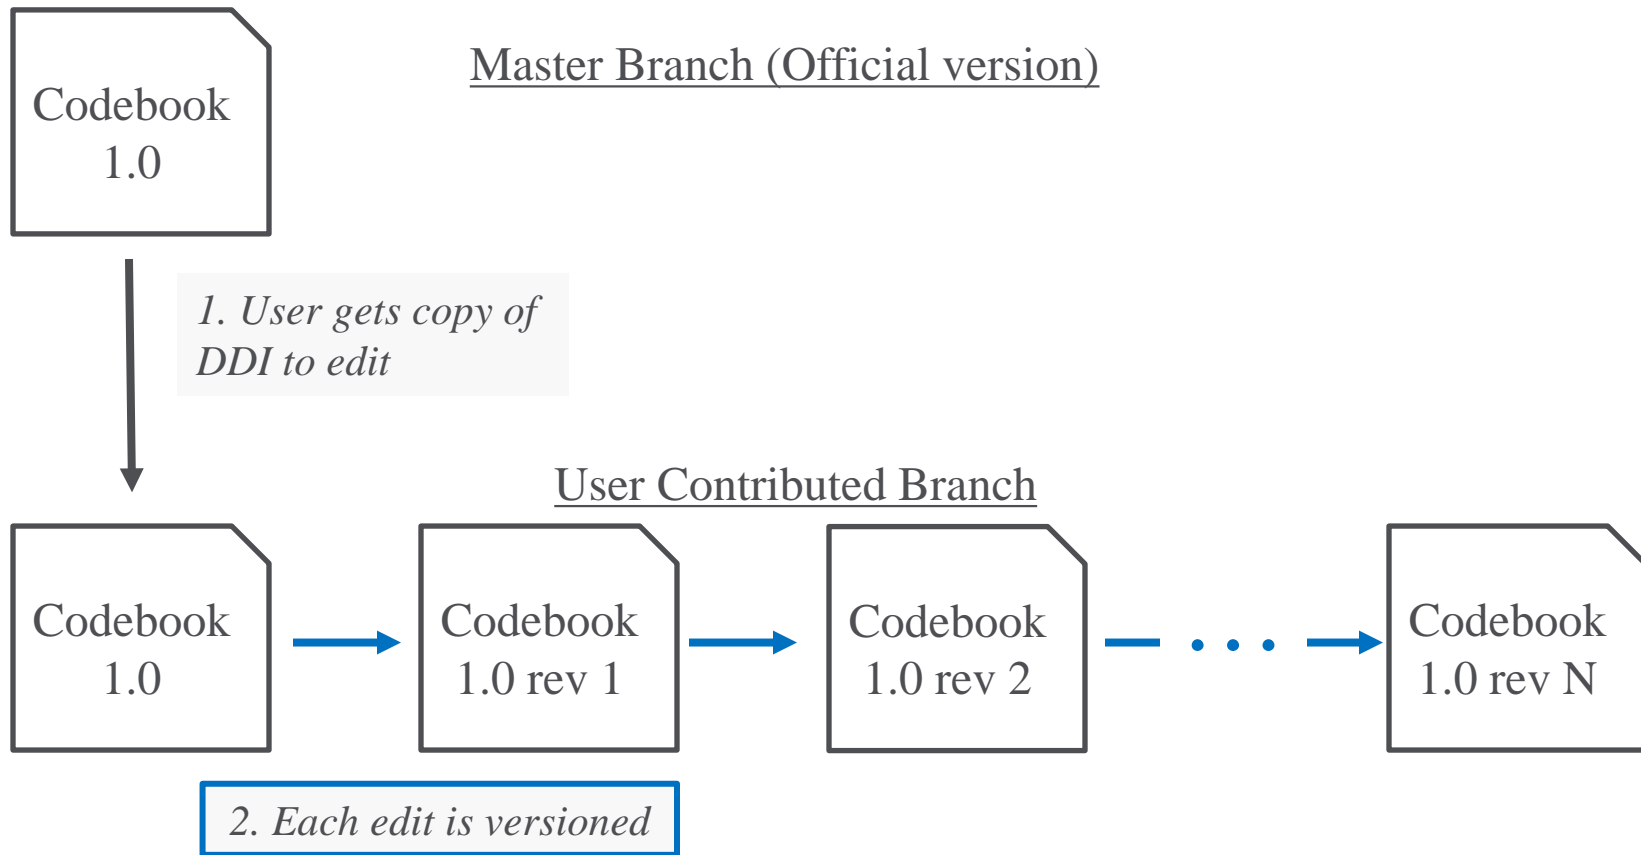 Codebook
1.0
Master Branch (Official version)
1. User gets copy of
DDI to edit
User Contributed Branch
Codebook
1.0
Codebook
1.0 rev 1
Codebook
1.0 rev 2
Codebook
1.0 rev N
2. Each edit is versioned